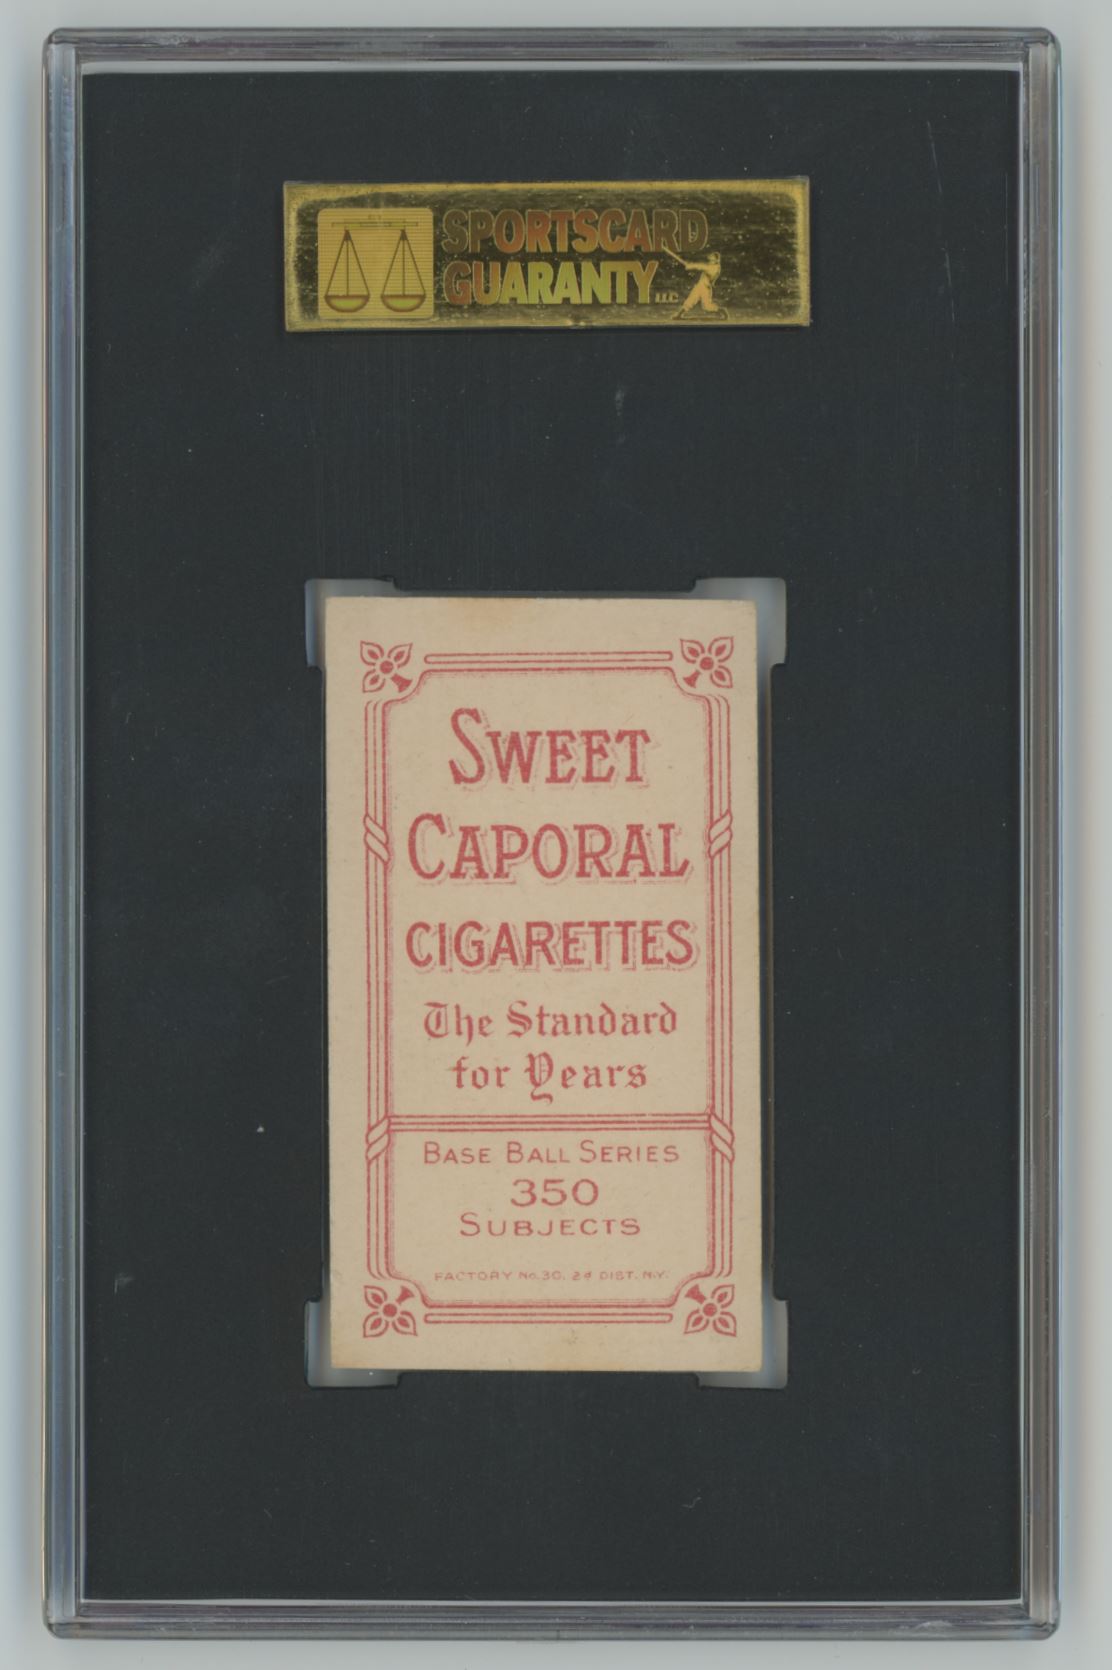 SPORTSCARD
GUARANTY LLC
SWEET
CAPORAL
CIGARETTES
The Standard
for Years
BASE BALL SERIES
350
SUBJECTS
FACTORY No. 30, 2d DIST. N.Y.